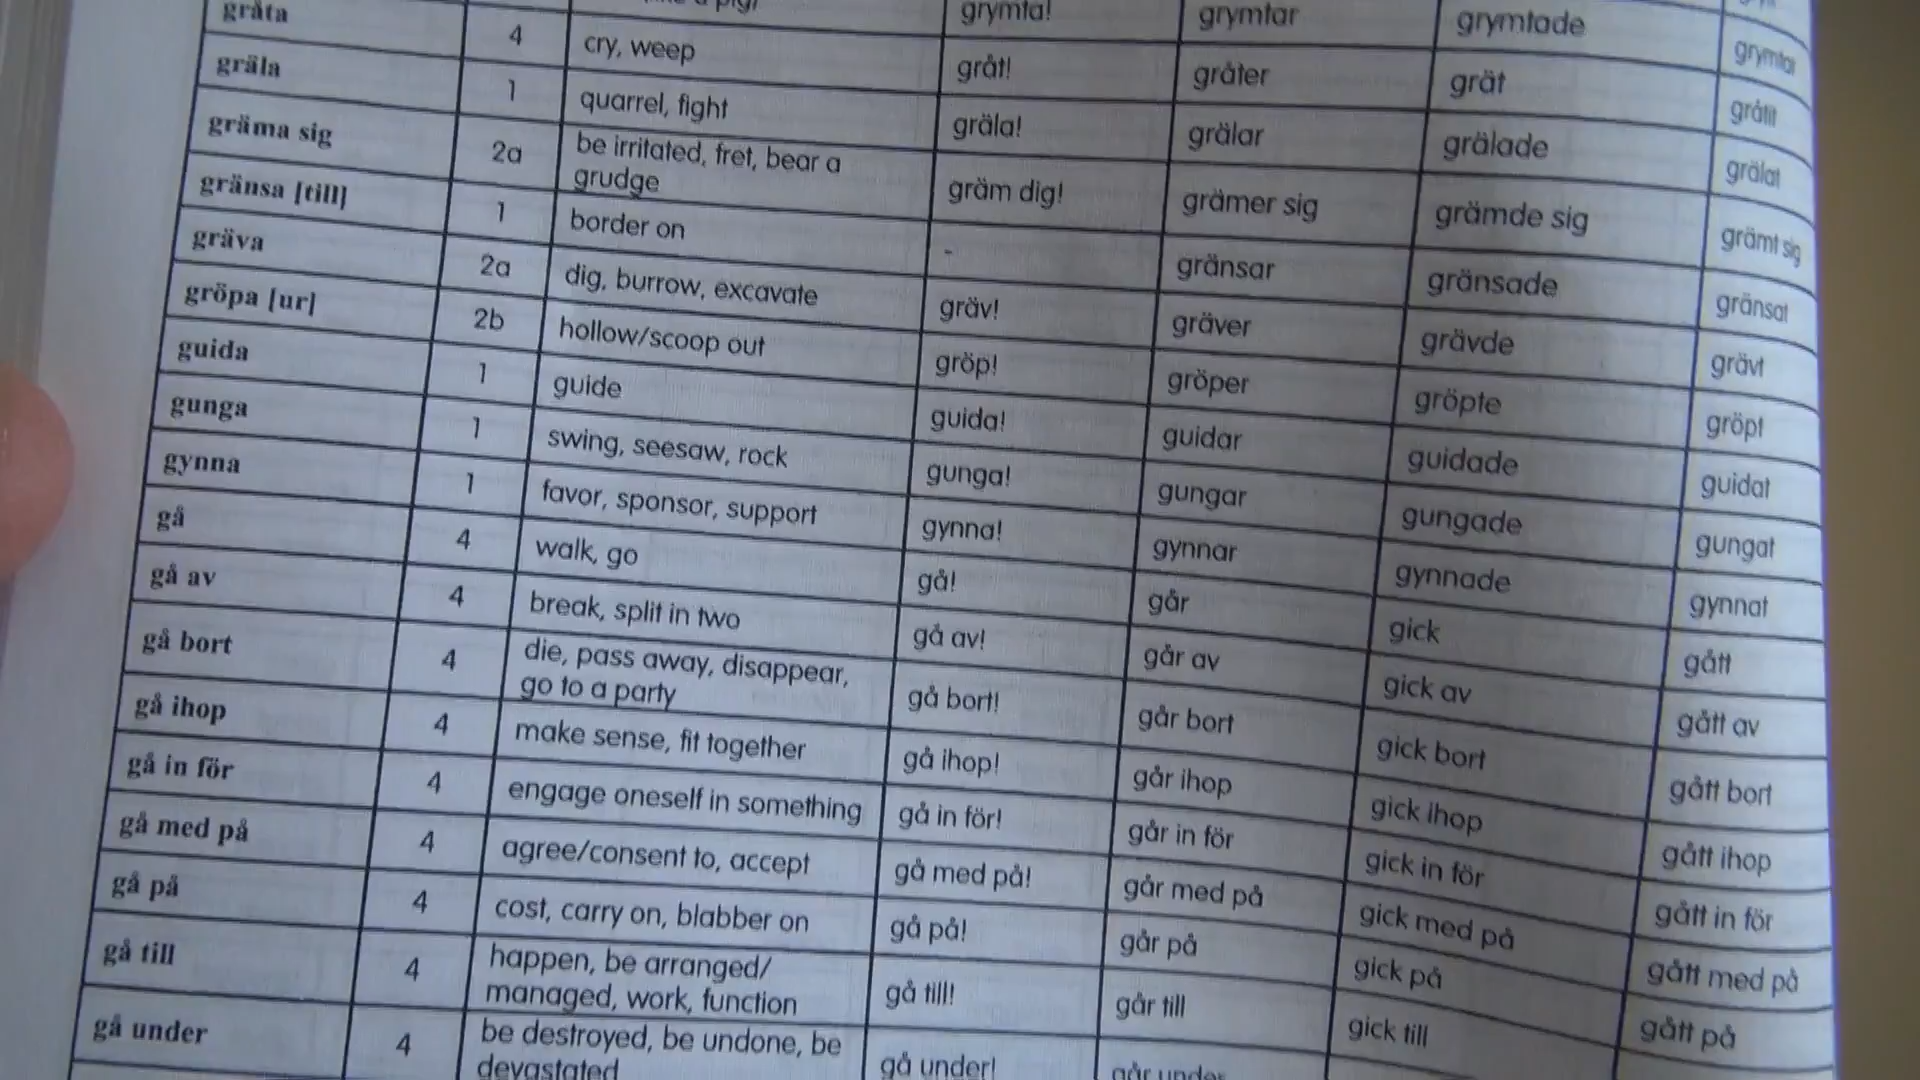 grymta! grymtar grymtade grymtat
gråta 4 cry, weep gråt! gråter grät gråtit
gräla 1 quarrel, fight gräla! grälar grälade grälat
gräma sig 2a be irritated, fret, bear a
grudge gräm dig! grämer sig grämde sig grämt sig
gränsa [till] 1 border on - gränsar gränsade gränsat
gräva 2a dig, burrow, excavate gräv! gräver grävde grävt
gröpa [ur] 2b hollow/scoop out gröp! gröper gröpte gröpt
guida 1 guide guida! guidar guidade guidat
gunga 1 swing, seesaw, rock gunga! gungar gungade gungat
gynna 1 favor, sponsor, support gynna! gynnar gynnade gynnat
gå 4 walk, go gå! går gick gått
gå av 4 break, split in two gå av! går av gick av gått av
gå bort 4 die, pass away, disappear,
go to a party gå bort! går bort gick bort gått bort
gå ihop 4 make sense, fit together gå ihop! går ihop gick ihop gått ihop
gå in för 4 engage oneself in something gå in för! går in för gick in för gått in för
gå med på 4 agree/consent to, accept gå med på! går med på gick med på gått med på
gå på 4 cost, carry on, blabber on gå på! går på gick på gått på
gå till 4 happen, be arranged/
managed, work, function gå till! går till gick till
gå under 4 be destroyed, be undone, be
devastated gå under! går under